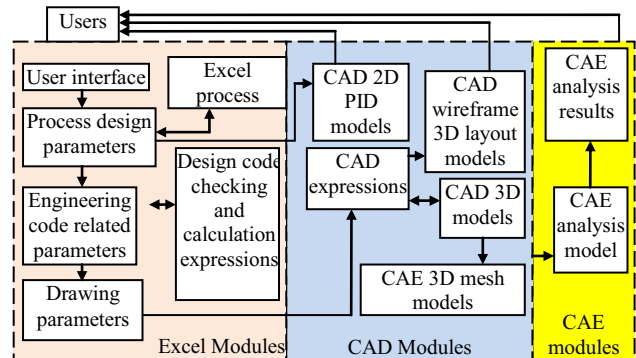 Users
User interface
Process design
parameters
Engineering
code related
parameters
Drawing
parameters
Excel
process
Design code
checking
and
calculation
expressions
Excel Modules
CAD 2D
PID
models
CAD
wireframe
3D layout
models
CAD
expressions
CAD 3D
models
CAE 3D mesh
models
CAD Modules
CAE
analysis
results
CAE
analysis
model
CAE
modules